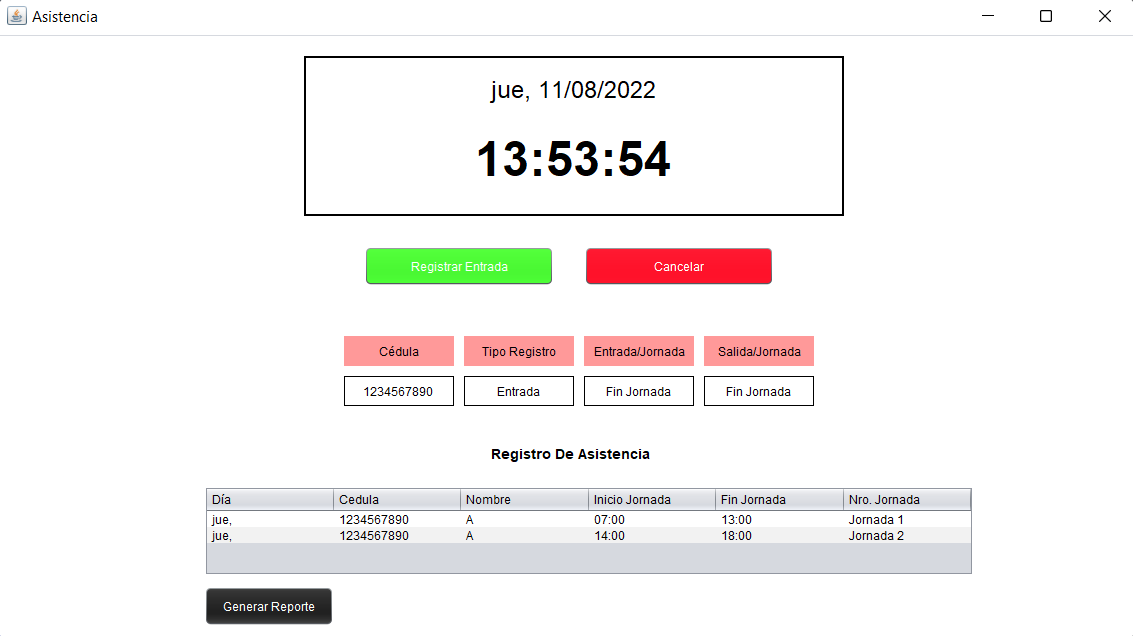 Asistencia
jue, 11/08/2022
13:53:54
Registrar Entrada Cancelar
Cédula Tipo Registro Entrada/Jornada Salida/Jornada
1234567890 Entrada Fin Jornada Fin Jornada
Registro De Asistencia
Día Cedula Nombre Inicio Jornada Fin Jornada Nro. Jornada
jue, 1234567890 A 07:00 13:00 Jornada 1
jue, 1234567890 A 14:00 18:00 Jornada 2
Generar Reporte